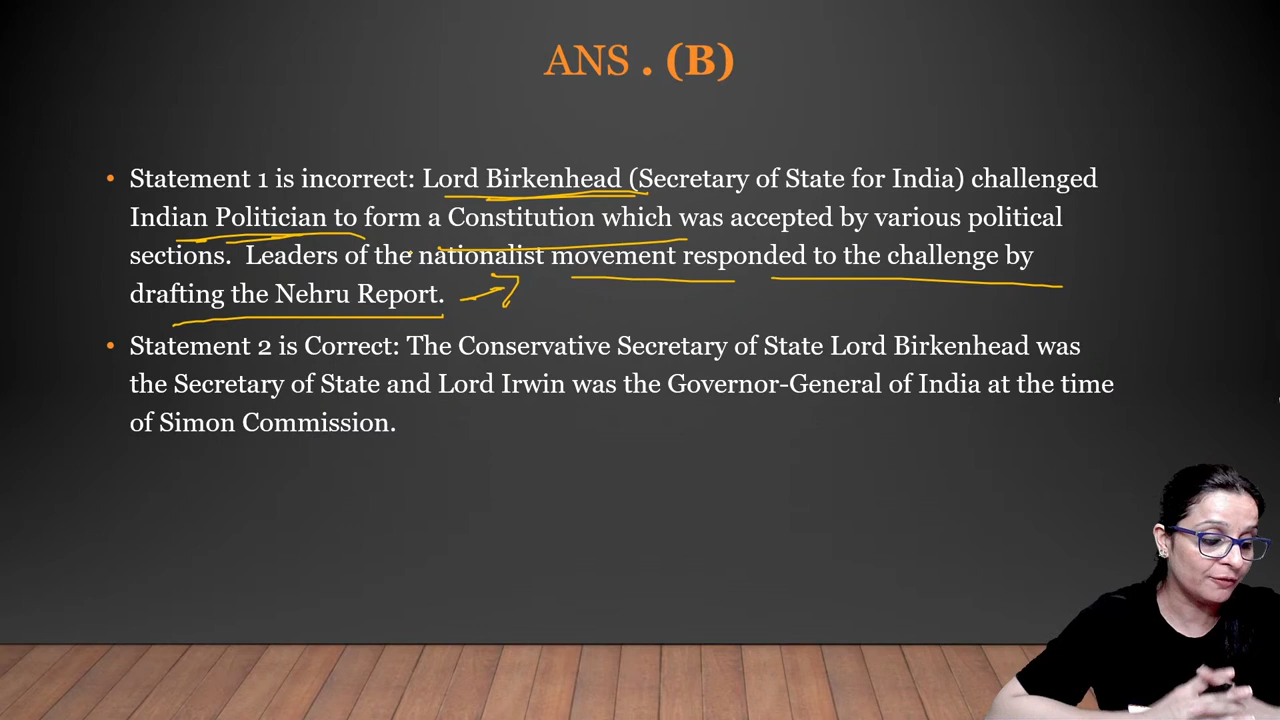 ANS . (B)
• Statement 1 is incorrect: Lord Birkenhead (Secretary of State for India) challenged
Indian Politician to form a Constitution which was accepted by various political
sections. Leaders of the nationalist movement responded to the challenge by
drafting the Nehru Report.
• Statement 2 is Correct: The Conservative Secretary of State Lord Birkenhead was
the Secretary of State and Lord Irwin was the Governor-General of India at the time
of Simon Commission.